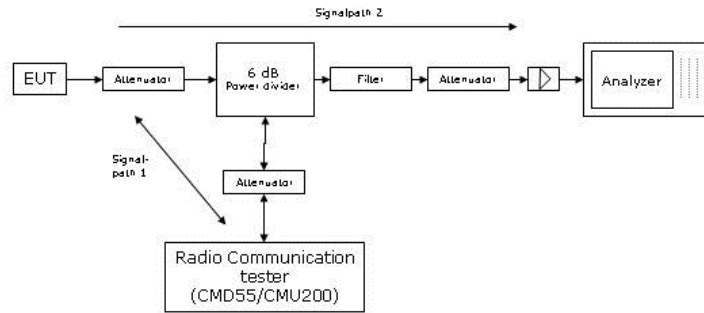 Signalpath 2
EUT
Attenuator
6 dB
Power divider
Filter
Attenuator
Analyzer
Signal-
path 1
Attenuator
Radio Communication
tester
(CMD55/CMU200)